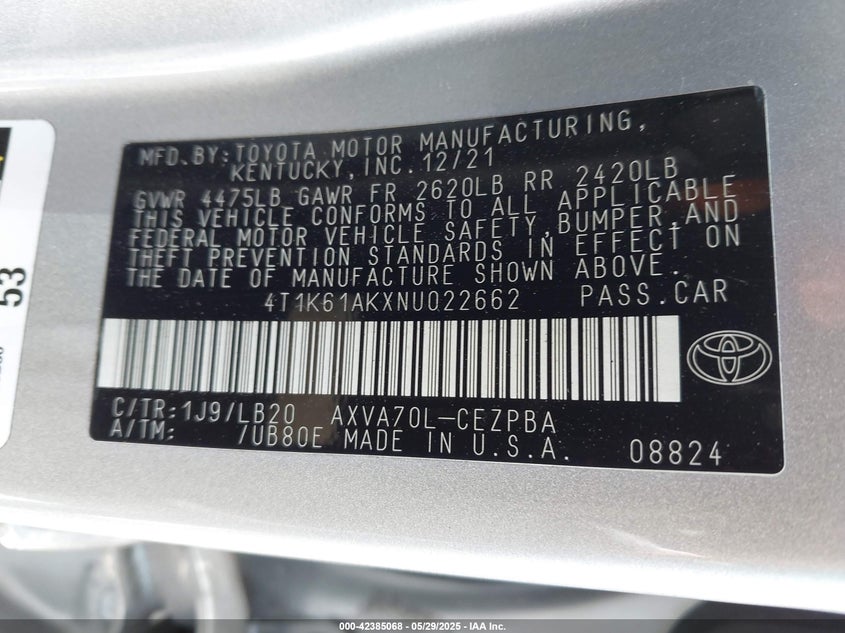 MFD.BY:TOYOTA MOTOR MANUFACTURING,
KENTUCKY,INC.12/21
GVWR 4475LB GAWR FR 2620LB RR 2420LB
THIS VEHICLE CONFORMS TO ALL APPLICABLE
FEDERAL MOTOR VEHICLE SAFETY,BUMPER,AND
THEFT PREVENTION STANDARDS IN EFFECT ON
THE DATE OF MANUFACTURE SHOWN ABOVE.
4T1K61AKXNU022662 PASS.CAR
C/TR:1J9/LB20 AXVA70L-CEZPBA
A/TM: /UB80E MADE IN U.S.A. 08824
53
000-42385068 - 05/29/2025 - IAA Inc.